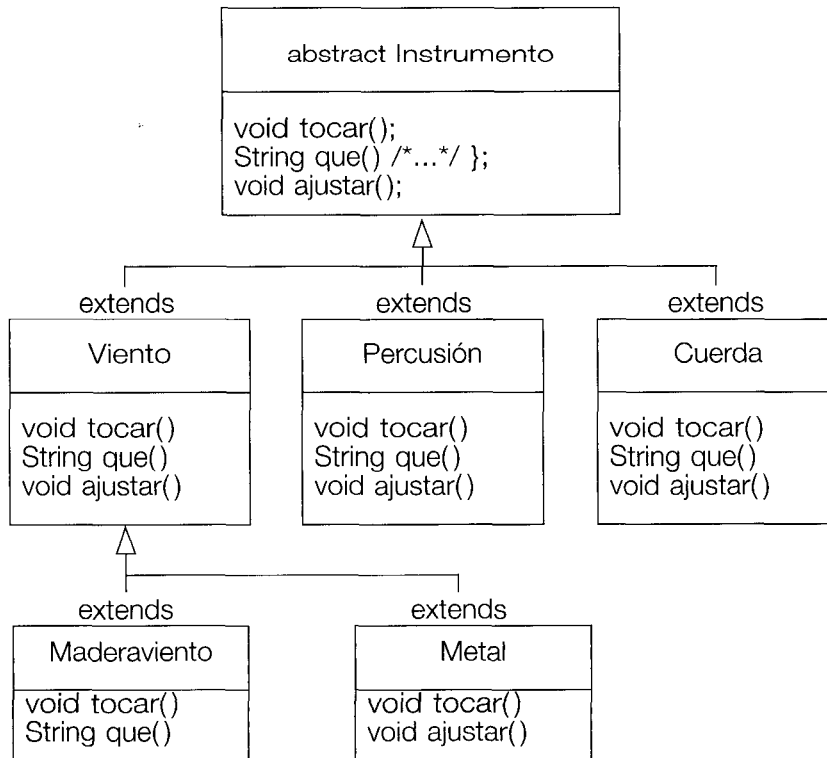 abstract Instrumento
void tocar();
String que() /*...*/ };
void ajustar();
extends
extends
extends
Viento
void tocar()
String que()
void ajustar()
Percusión
void tocar()
String que()
void ajustar()
Cuerda
void tocar()
String que()
void ajustar()
extends
extends
Maderaviento
void tocar()
String que()
Metal
void tocar()
void ajustar()